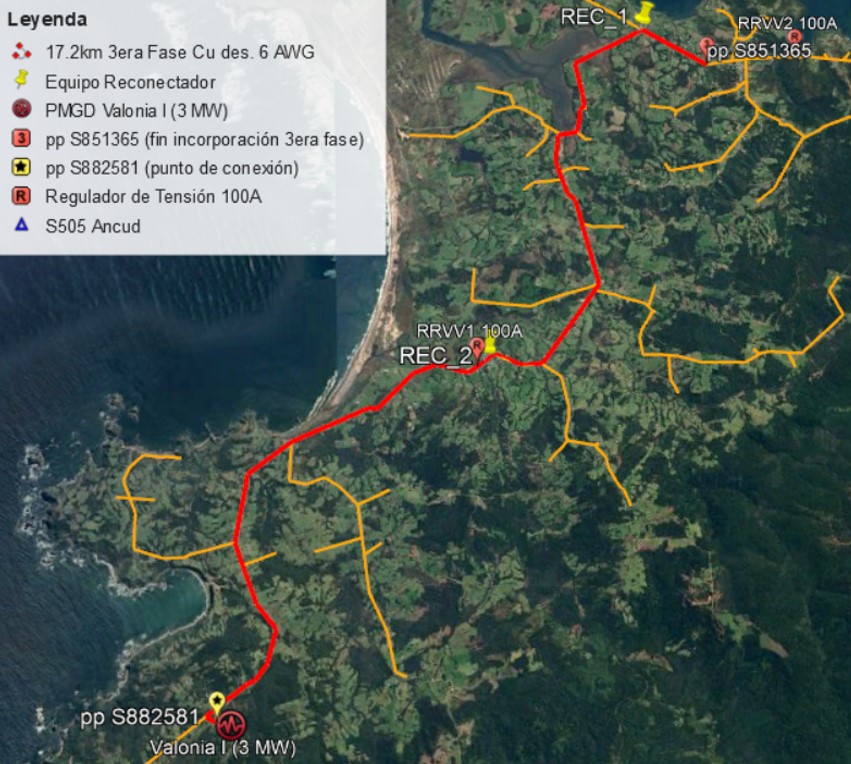 Leyenda
17.2km 3era Fase Cu des. 6 AWG
Equipo Reconectador
PMGD Valonia I (3 MW)
3 pp S851365 (fin incorporación 3era fase)
pp S882581 (punto de conexión)
R Regulador de Tensión 100A
S505 Ancud
REC_1
RRVV2 100A
R
3
pp S851365
RRVV1 100A
REC_2
R
pp S882581
Valonia I (3 MW)